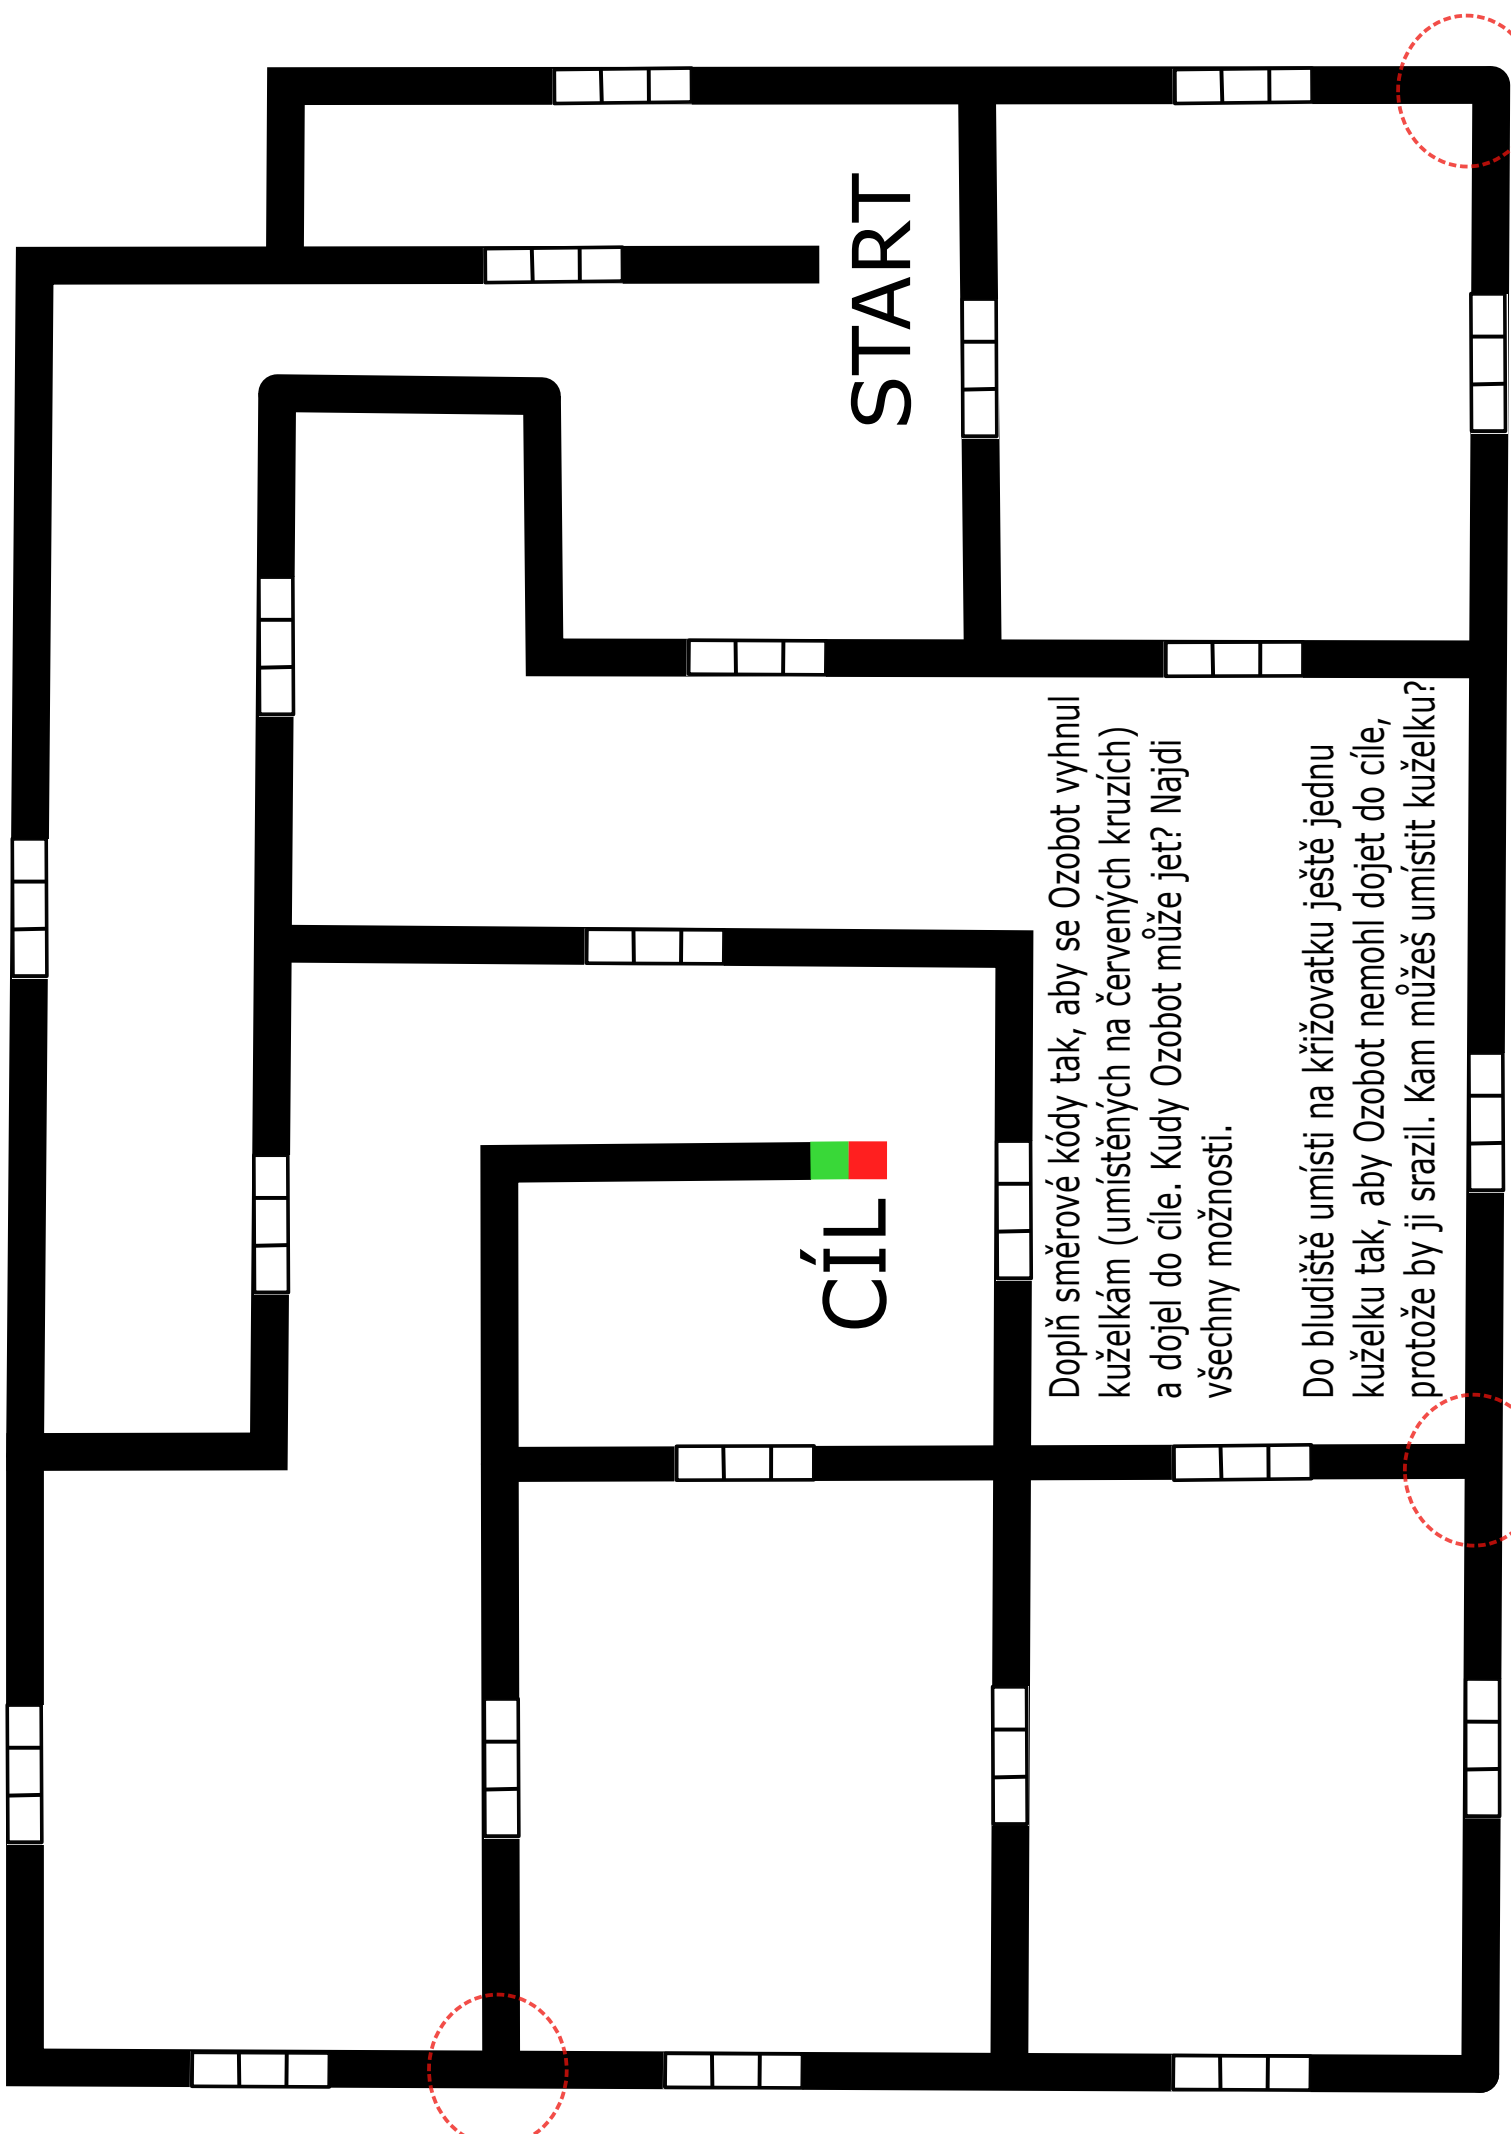 START
CÍL
Doplň směrové kódy tak, aby se Ozobot vyhnul
kuželkám (umístěných na červených kruzích)
a dojel do cíle. Kudy Ozobot může jet? Najdi
všechny možnosti.
Do bludiště umísti na křižovatku ještě jednu
kuželku tak, aby Ozobot nemohl dojet do cíle,
protože by ji srazil. Kam můžeš umístit kuželku?